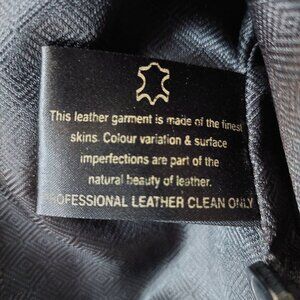 This leather garment is made of the finest
skins. Colour variation & surface
imperfections are part of the
natural beauty of leather.
PROFESSIONAL LEATHER CLEAN ONLY